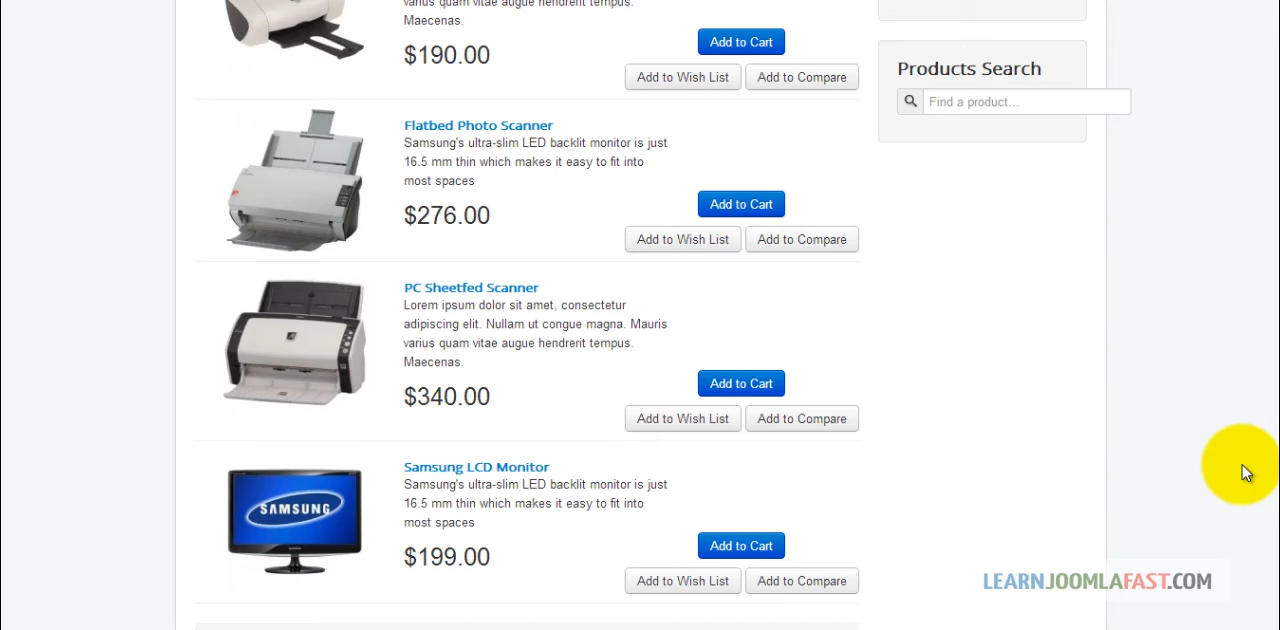 varius quam vitae augue hendrerit tempus.
Maecenas.
$190.00
Add to Cart
Add to Wish List
Add to Compare
Products Search
Find a product...
Flatbed Photo Scanner
Samsung's ultra-slim LED backlit monitor is just
16.5 mm thin which makes it easy to fit into
most spaces
$276.00
Add to Cart
Add to Wish List
Add to Compare
PC Sheetfed Scanner
Lorem ipsum dolor sit amet, consectetur
adipiscing elit. Nullam ut congue magna. Mauris
varius quam vitae augue hendrerit tempus.
Maecenas.
$340.00
Add to Cart
Add to Wish List
Add to Compare
SAMSUNG
Samsung LCD Monitor
Samsung's ultra-slim LED backlit monitor is just
16.5 mm thin which makes it easy to fit into
most spaces
$199.00
Add to Cart
Add to Wish List
Add to Compare
LEARNJOOMLAFAST.COM